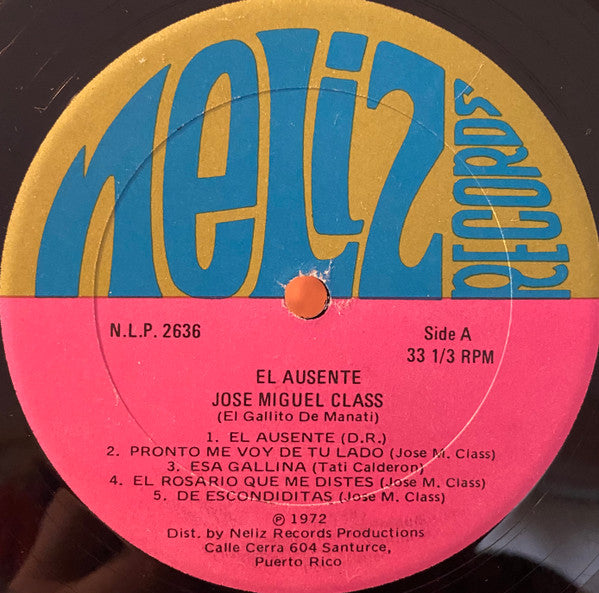 neliz
RECORDS
N.L.P. 2636
Side A
33 1/3 RPM
EL AUSENTE
JOSE MIGUEL CLASS
(El Gallito De Manati)
1. EL AUSENTE (D.R.)
2. PRONTO ME VOY DE TU LADO (Jose M. Class)
3. ESA GALLINA (Tati Calderon)
4. EL ROSARIO QUE ME DISTES (Jose M. Class)
5. DE ESCONDIDITAS (Jose M. Class)
℗ 1972
Dist. by Neliz Records Productions
Calle Cerra 604 Santurce,
Puerto Rico